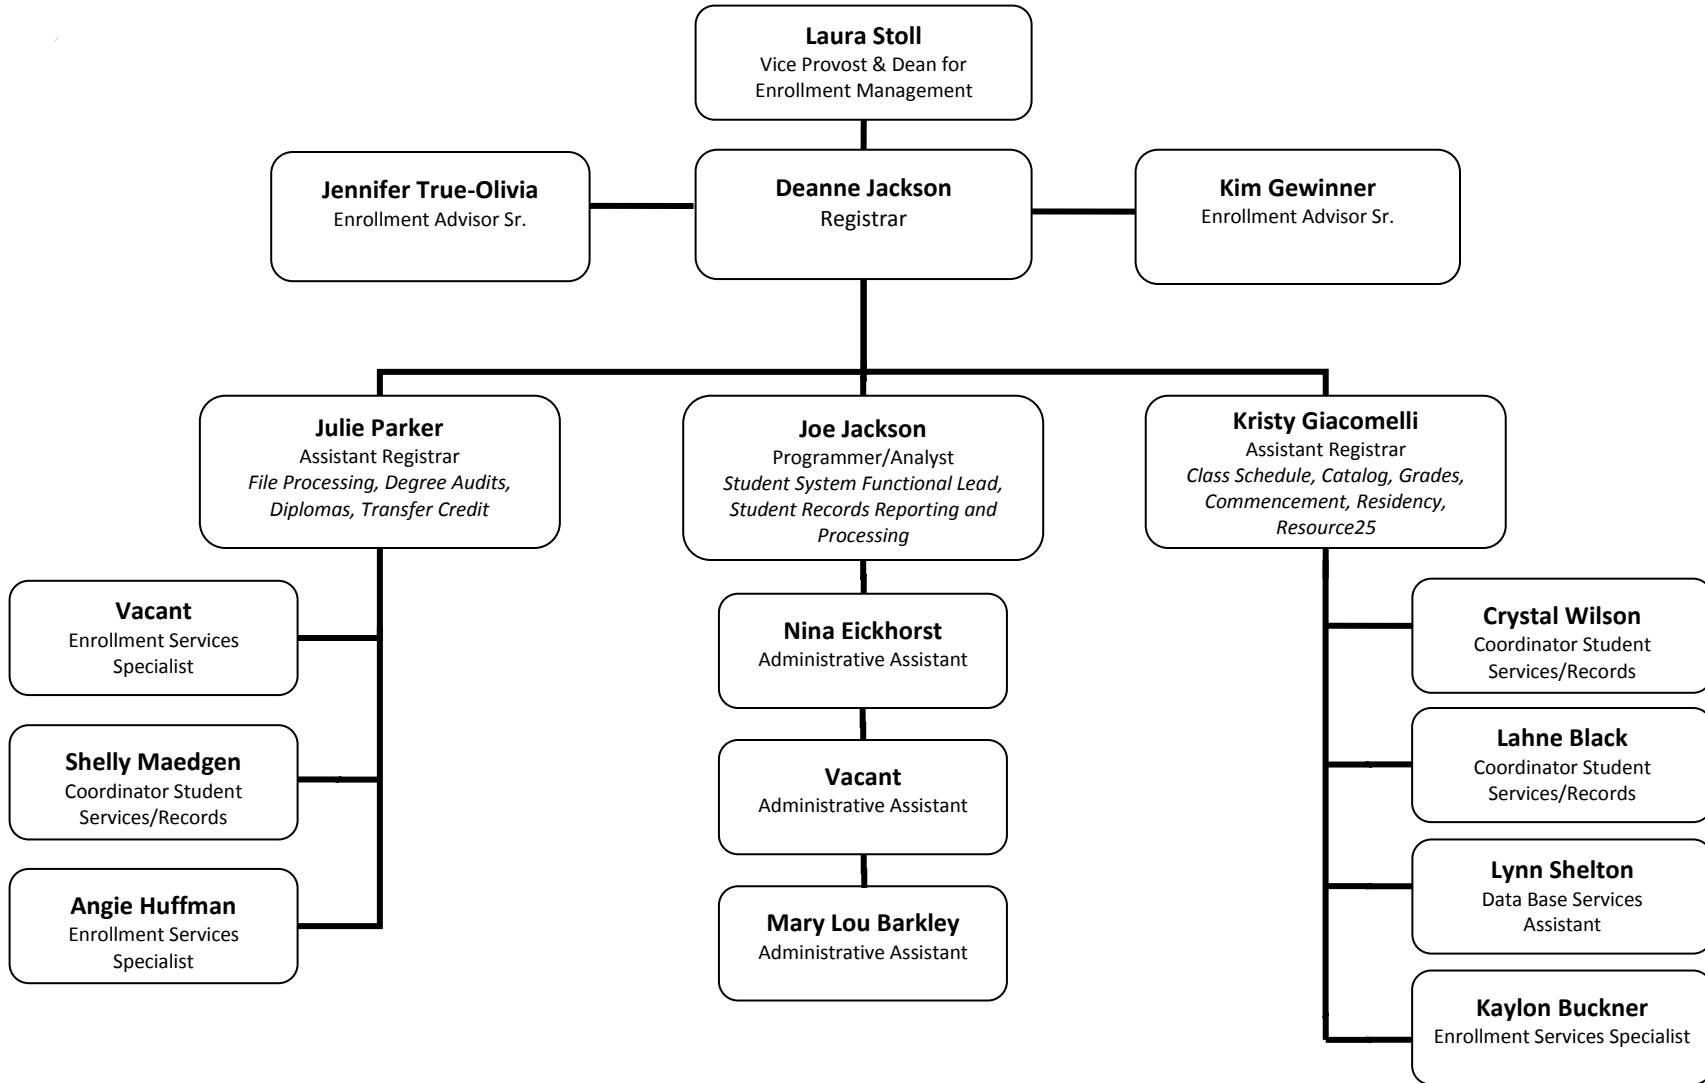 Laura Stoll
Vice Provost & Dean for
Enrollment Management
Jennifer True-Olivia
Enrollment Advisor Sr.
Deanne Jackson
Registrar
Kim Gewinner
Enrollment Advisor Sr.
Julie Parker
Assistant Registrar
File Processing, Degree Audits,
Diplomas, Transfer Credit
Joe Jackson
Programmer/Analyst
Student System Functional Lead,
Student Records Reporting and
Processing
Kristy Giacomelli
Assistant Registrar
Class Schedule, Catalog, Grades,
Commencement, Residency,
Resource25
Vacant
Enrollment Services
Specialist
Shelly Maedgen
Coordinator Student
Services/Records
Angie Huffman
Enrollment Services
Specialist
Nina Eickhorst
Administrative Assistant
Vacant
Administrative Assistant
Mary Lou Barkley
Administrative Assistant
Crystal Wilson
Coordinator Student
Services/Records
Lahne Black
Coordinator Student
Services/Records
Lynn Shelton
Data Base Services
Assistant
Kaylon Buckner
Enrollment Services Specialist